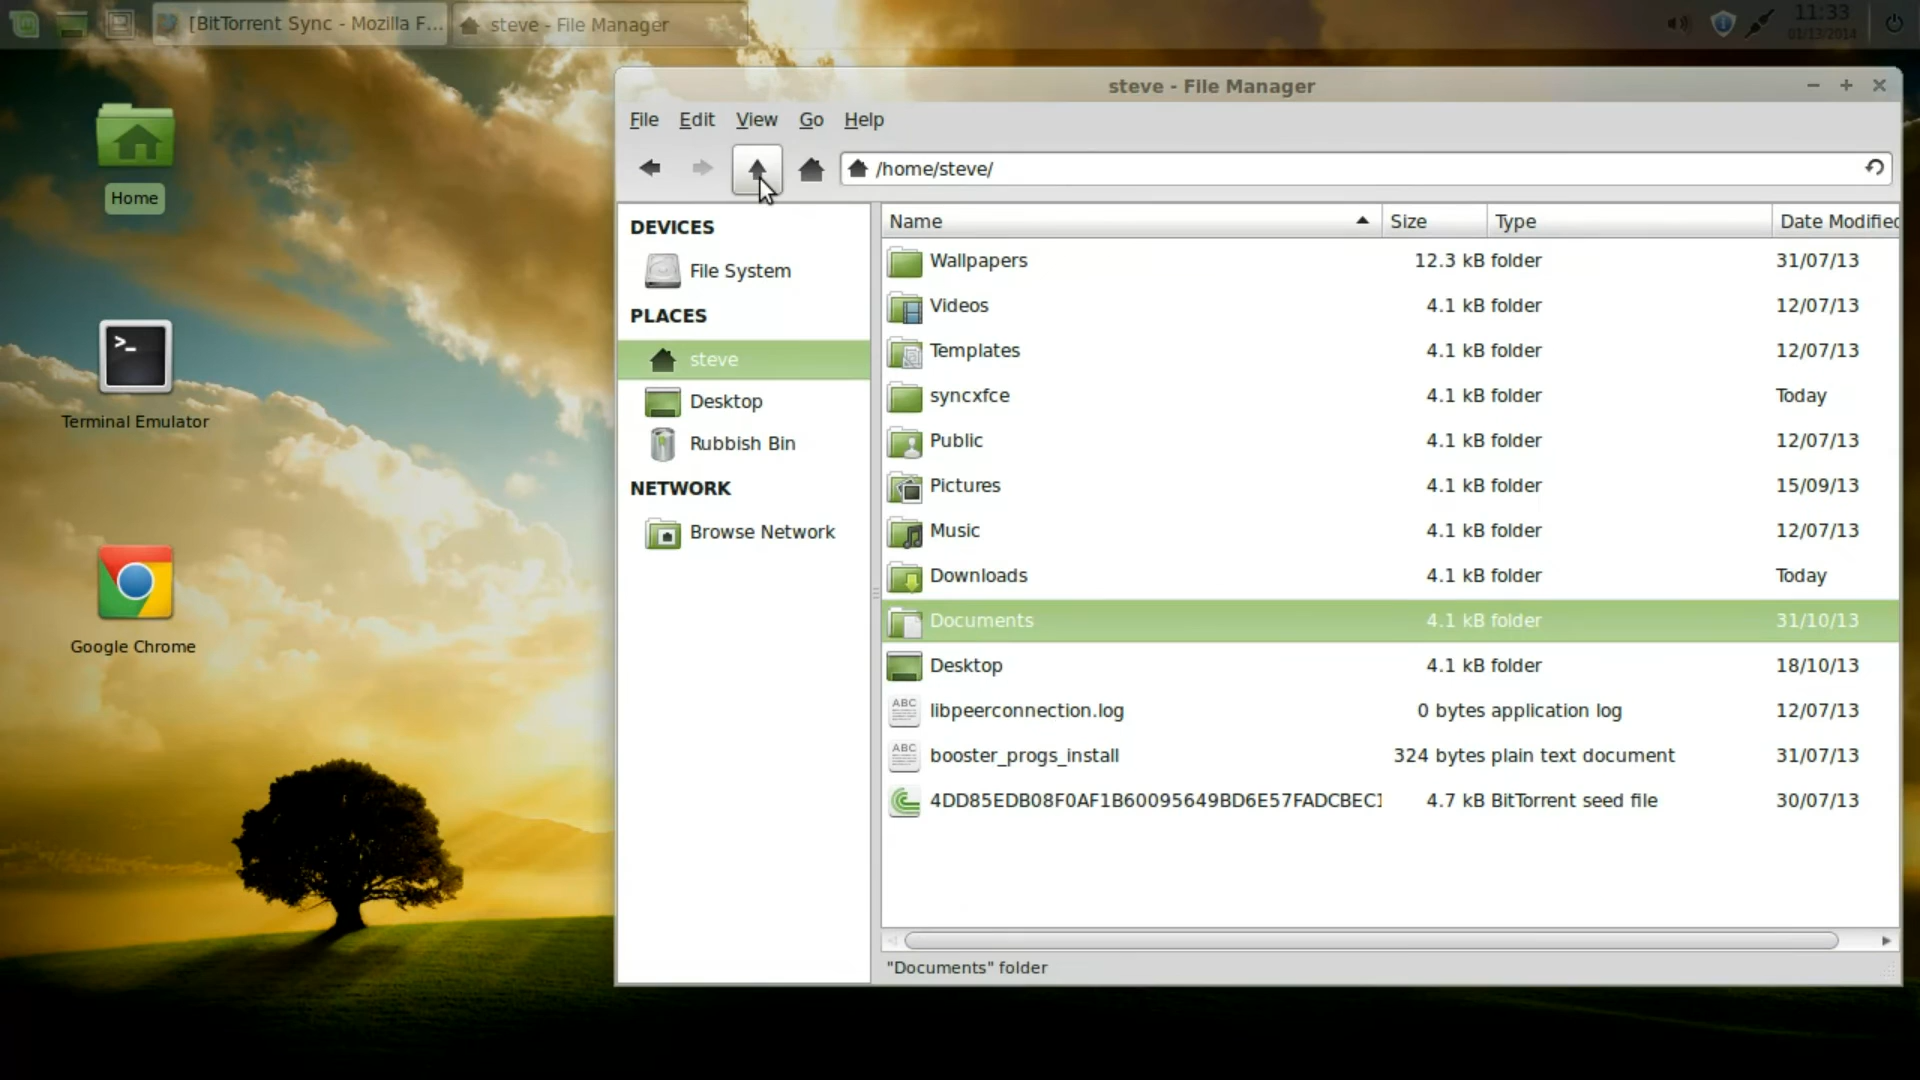 [BitTorrent Sync - Mozilla F...
steve - File Manager
11:33
01/13/2014
Home
Terminal Emulator
>_
Google Chrome
steve - File Manager
File Edit View Go Help
/home/steve/
DEVICES
File System
PLACES
steve
Desktop
Rubbish Bin
NETWORK
Browse Network
Name Size Type Date Modified
Wallpapers 12.3 kB folder 31/07/13
Videos 4.1 kB folder 12/07/13
Templates 4.1 kB folder 12/07/13
syncxfce 4.1 kB folder Today
Public 4.1 kB folder 12/07/13
Pictures 4.1 kB folder 15/09/13
Music 4.1 kB folder 12/07/13
Downloads 4.1 kB folder Today
Documents 4.1 kB folder 31/10/13
Desktop 4.1 kB folder 18/10/13
ABC libpeerconnection.log 0 bytes application log 12/07/13
ABC booster_progs_install 324 bytes plain text document 31/07/13
4DD85EDB08F0AF1B60095649BD6E57FADCBEC1 4.7 kB BitTorrent seed file 30/07/13
"Documents" folder